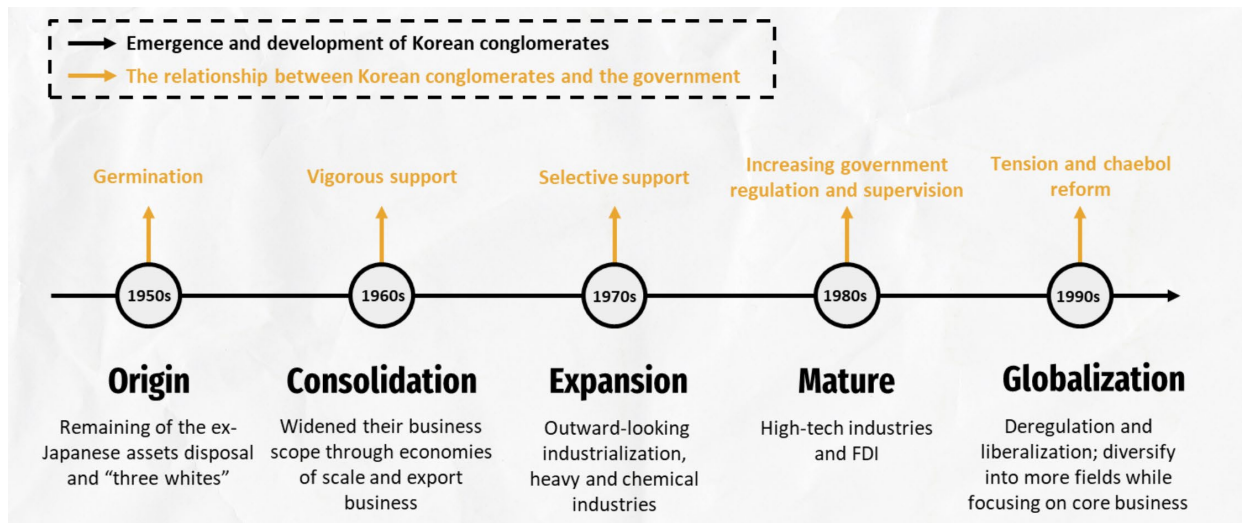 Emergence and development of Korean conglomerates
The relationship between Korean conglomerates and the government
Germination
Vigorous support
Selective support
Increasing government
regulation and supervision
Tension and chaebol
reform
1950s
1960s
1970s
1980s
1990s
Origin
Remaining of the ex-
Japanese assets disposal
and “three whites”
Consolidation
Widened their business
scope through economies
of scale and export
business
Expansion
Outward-looking
industrialization,
heavy and chemical
industries
Mature
High-tech industries
and FDI
Globalization
Deregulation and
liberalization; diversify
into more fields while
focusing on core business